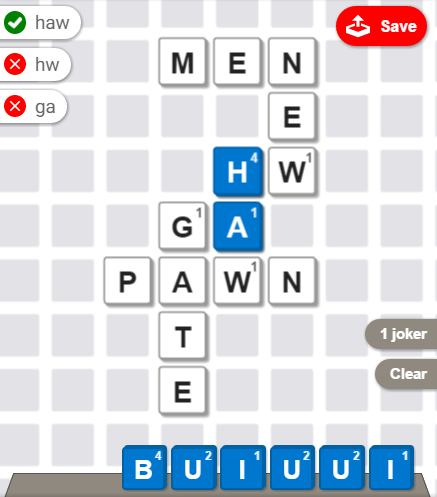 haw
hw
ga
Save
M E N
E
H4 W1
G1 A1
P A W1 N
T
E
1 joker
Clear
B4 U2 I1 U2 U2 I1